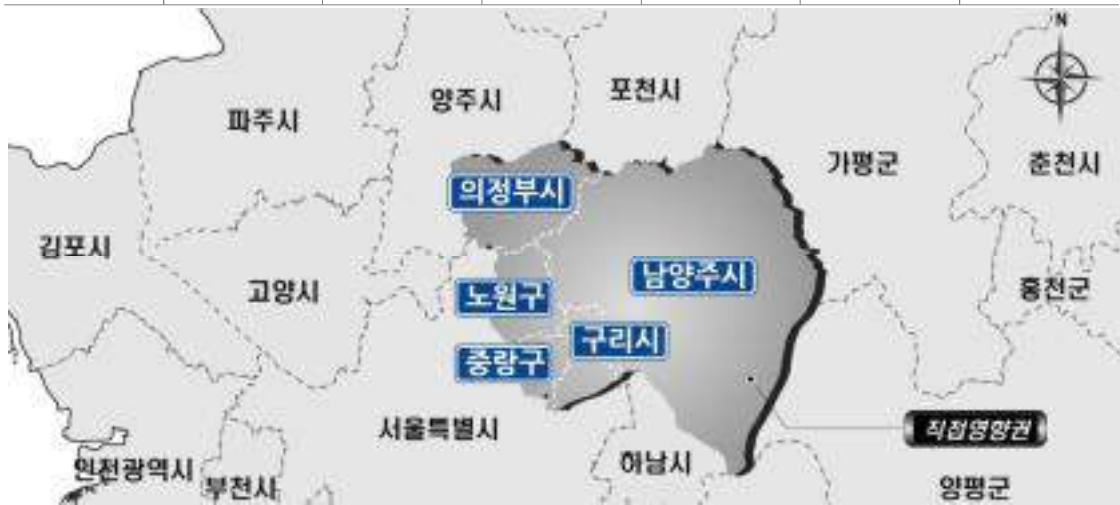 N
포천시
양주시
파주시
가평군
춘천시
의정부시
김포시
남양주시
고양시
노원구
홍천군
구리시
중랑구
서울특별시
직접영향권
하남시
인천광역시
부천시
양평군